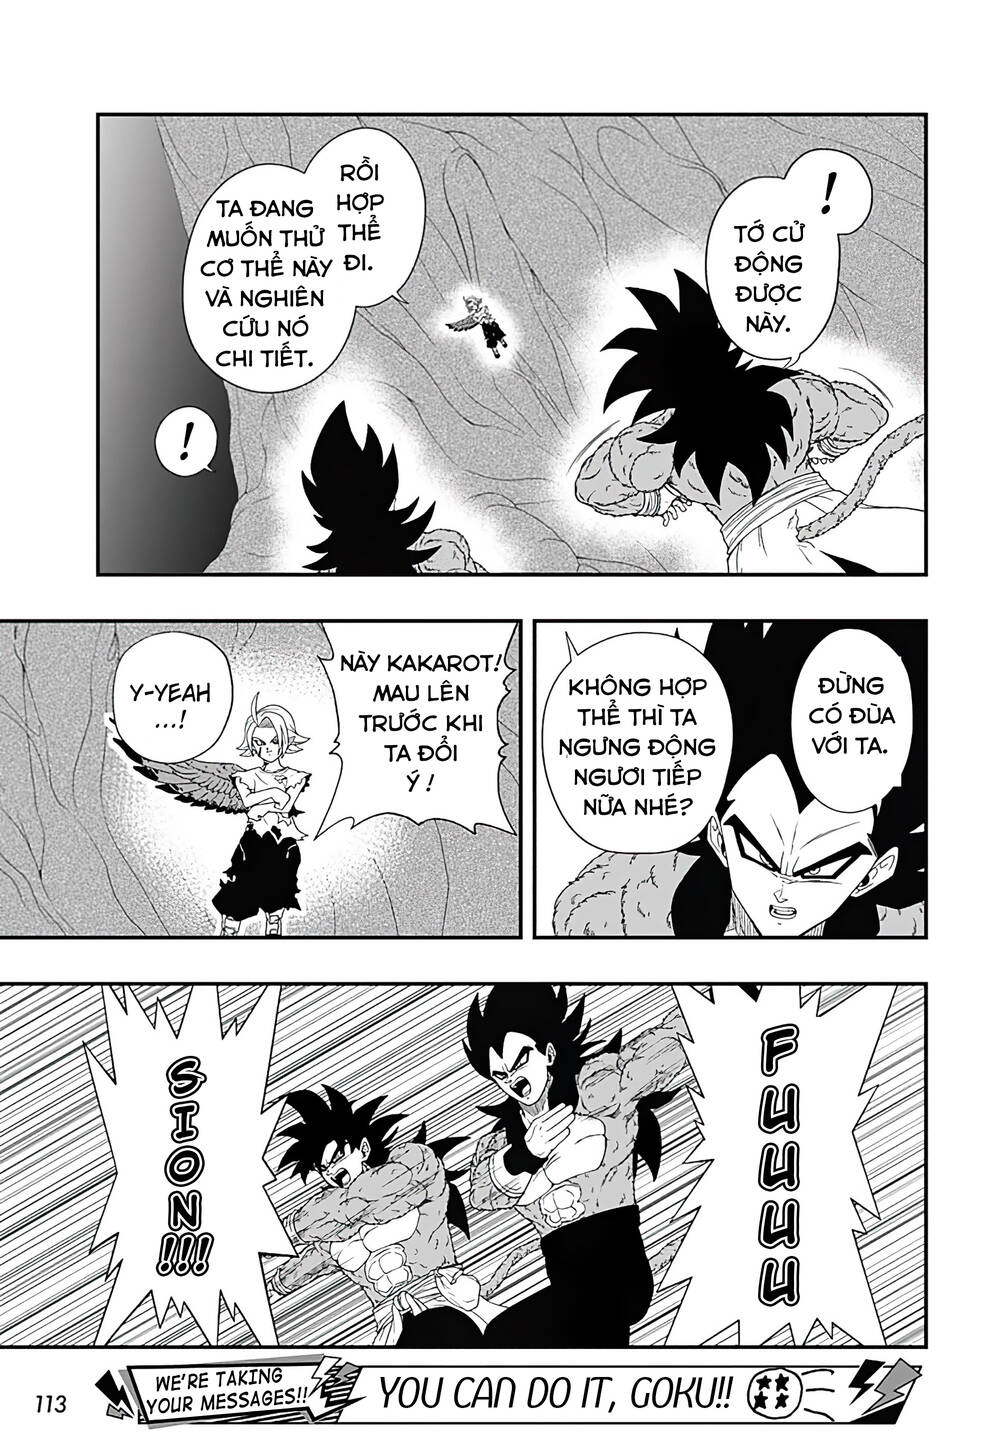 !
TỚ CỬ
ĐỘNG
ĐƯỢC
NÀY.
RỒI
HỢP
THỂ
ĐI.
TA ĐANG
MUỐN THỬ
CƠ THỂ NÀY
VÀ NGHIÊN
CỨU NÓ
CHI TIẾT.
!
ĐỪNG
CÓ ĐÙA
VỚI TA.
KHÔNG HỢP
THỂ THÌ TA
NGƯNG ĐỘNG
NGƯƠI TIẾP
NỮA NHÉ?
NÀY KAKAROT!
MAU LÊN
TRƯỚC KHI
TA ĐỔI
Ý!
Y-YEAH
...!
FUUUU
SION!!!
WE'RE TAKING
YOUR MESSAGES!!
YOU CAN DO IT, GOKU!!
113